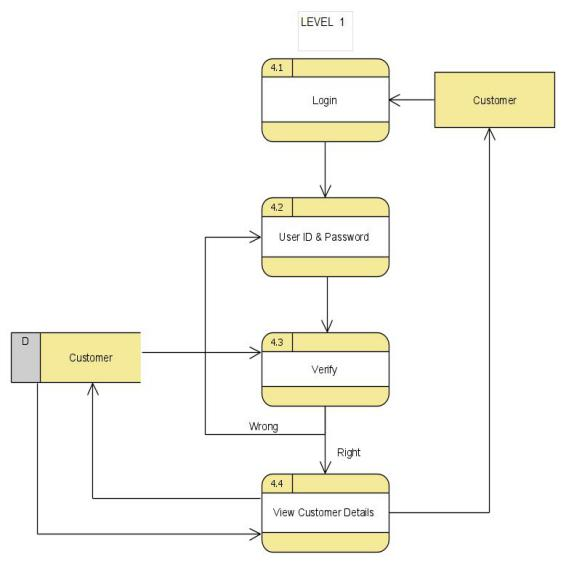 LEVEL 1
4.1
Login
Customer
4.2
User ID & Password
D
Customer
4.3
Verify
Wrong
Right
4.4
View Customer Details